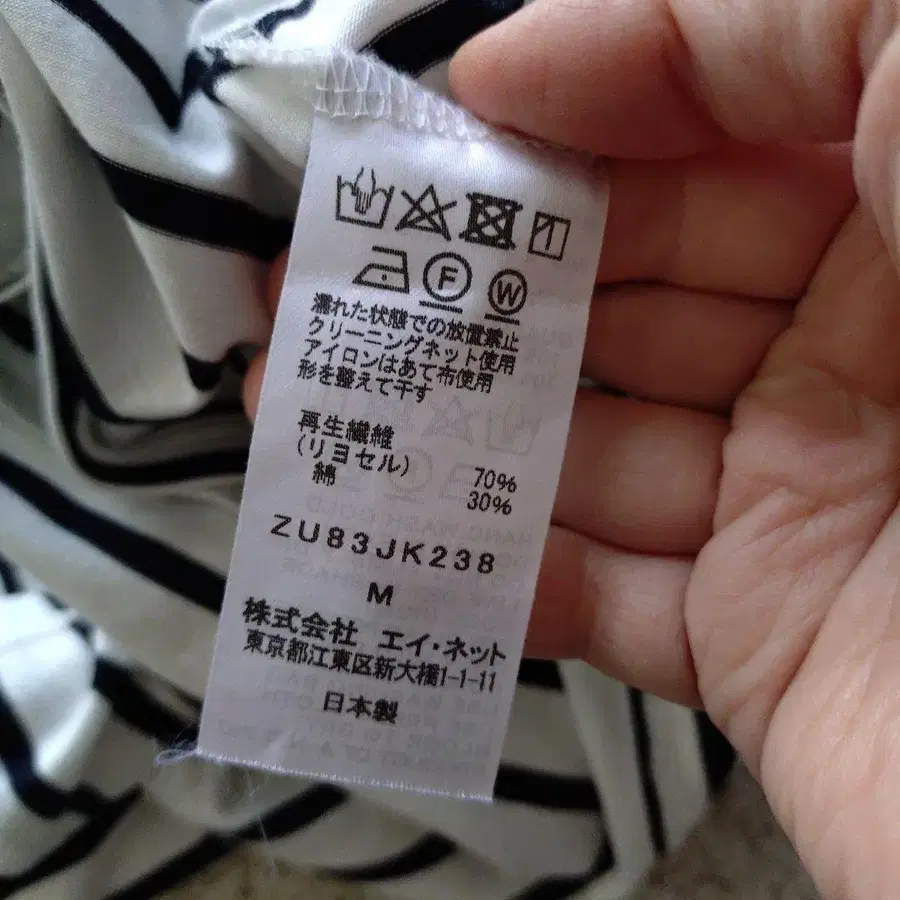 F W
濡れた状態での放置禁止
クリーニングネット使用
アイロンはあて布使用
形を整えて干す
再生繊維
(リヨセル) 70%
綿 30%
ZU83JK238
M
株式会社 エイ・ネット
東京都江東区新大橋1-1-11
日本製